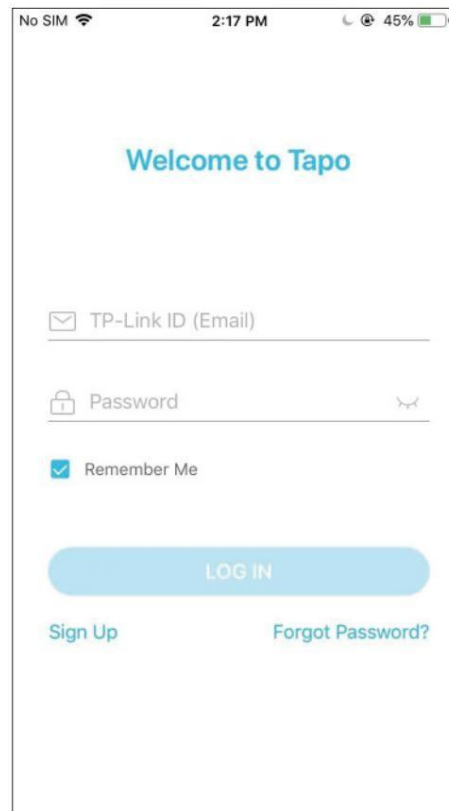 No SIM 2:17 PM 45%
Welcome to Tapo
TP-Link ID (Email)
Password
Remember Me
LOG IN
Sign Up Forgot Password?